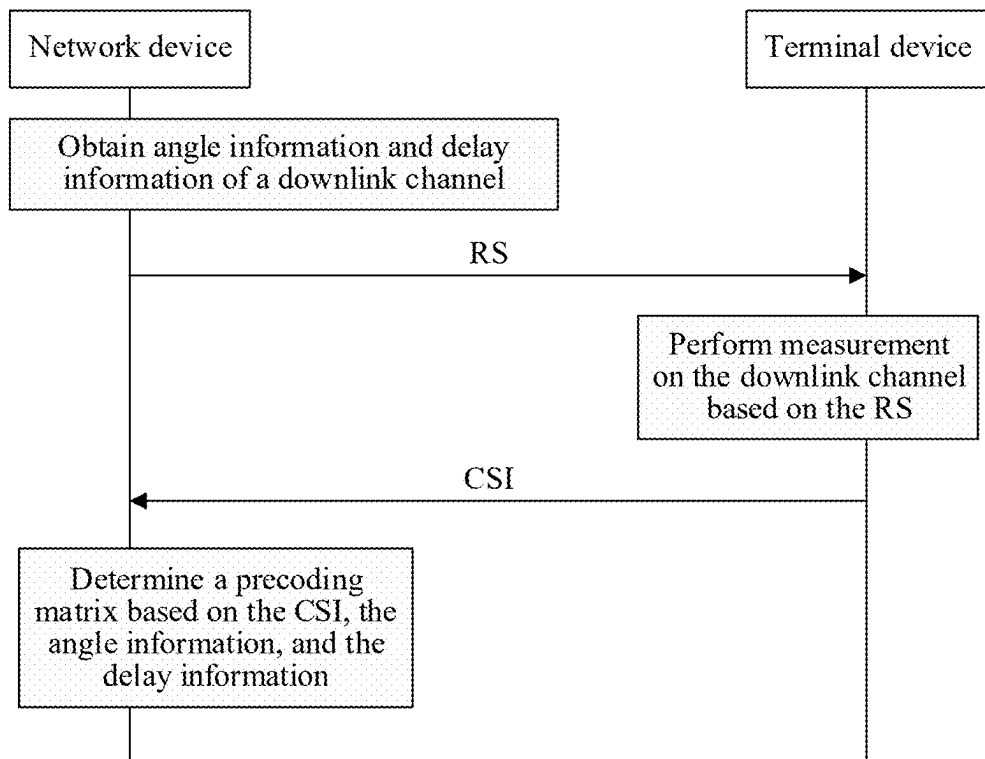 Network device
Terminal device
Obtain angle information and delay
information of a downlink channel
RS
Perform measurement
on the downlink channel
based on the RS
CSI
Determine a precoding
matrix based on the CSI, the
angle information, and the
delay information